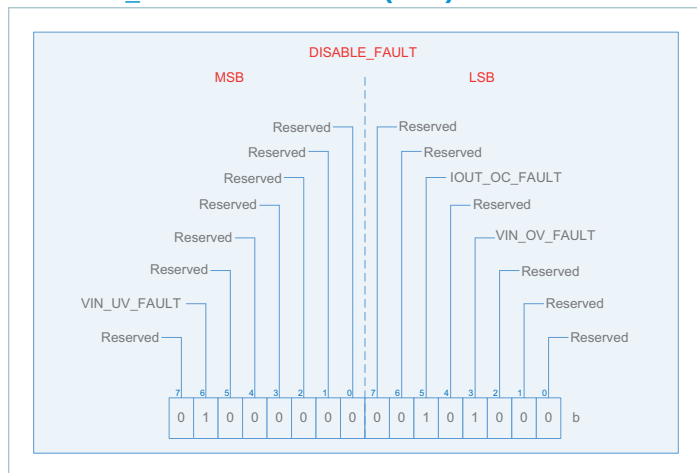 DISABLE_FAULT
MSB LSB
Reserved Reserved
Reserved Reserved
Reserved IOUT_OC_FAULT
Reserved Reserved
Reserved VIN_OV_FAULT
Reserved Reserved
VIN_UV_FAULT Reserved
Reserved Reserved
7 6 5 4 3 2 1 0 7 6 5 4 3 2 1 0
0 1 0 0 0 0 0 0 0 0 1 0 1 0 0 0 b